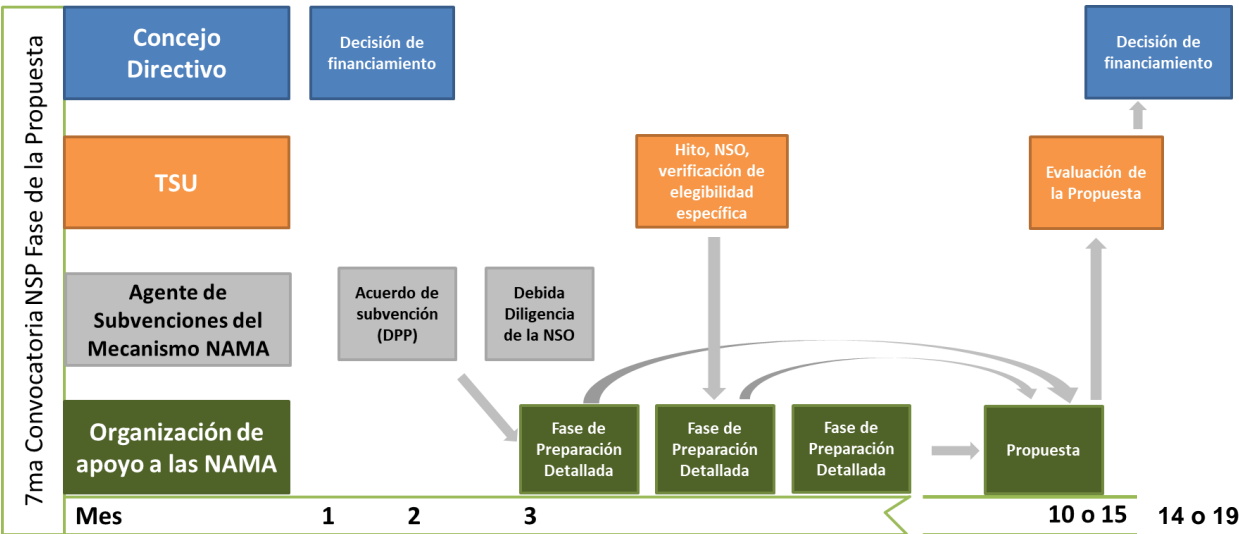 7ma Convocatoria NSP Fase de la Propuesta
Concejo
Directivo
Decisión de
financiamiento
Decisión de
financiamiento
TSU
Hito, NSO,
verificación de
elegibilidad
específica
Evaluación de
la Propuesta
Agente de
Subvenciones del
Mecanismo NAMA
Acuerdo de
subvención
(DPP)
Debida
Diligencia
de la NSO
Organización de
apoyo a las NAMA
Fase de
Preparación
Detallada
Fase de
Preparación
Detallada
Fase de
Preparación
Detallada
Propuesta
Mes 1 2 3 10 o 15 14 o 19